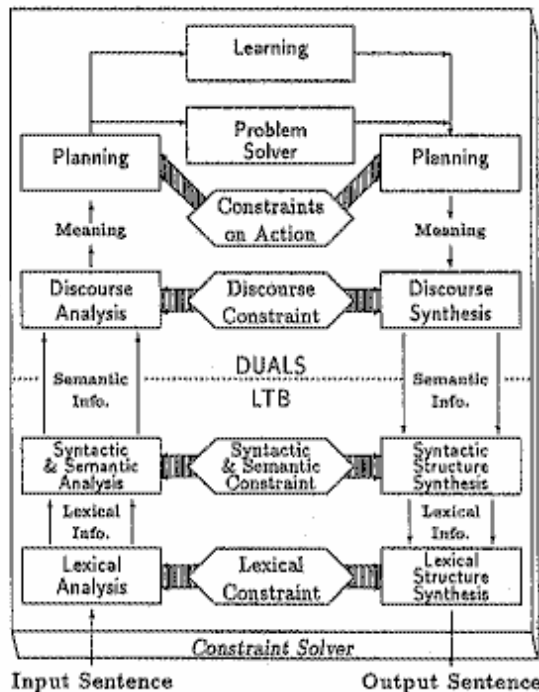 Learning
Problem
Solver
Planning
Planning
Constraints
on Action
Meaning
Meaning
Discourse
Analysis
Discourse
Constraint
Discourse
Synthesis
DUALS
Semantic
Info.
Semantic
Info.
LTB
Syntactic
& Semantic
Analysis
Syntactic
& Semantic
Constraint
Syntactic
Structure
Synthesis
Lexical
Info.
Lexical
Info.
Lexical
Analysis
Lexical
Constraint
Lexical
Structure
Synthesis
Constraint Solver
Input Sentence
Output Sentence